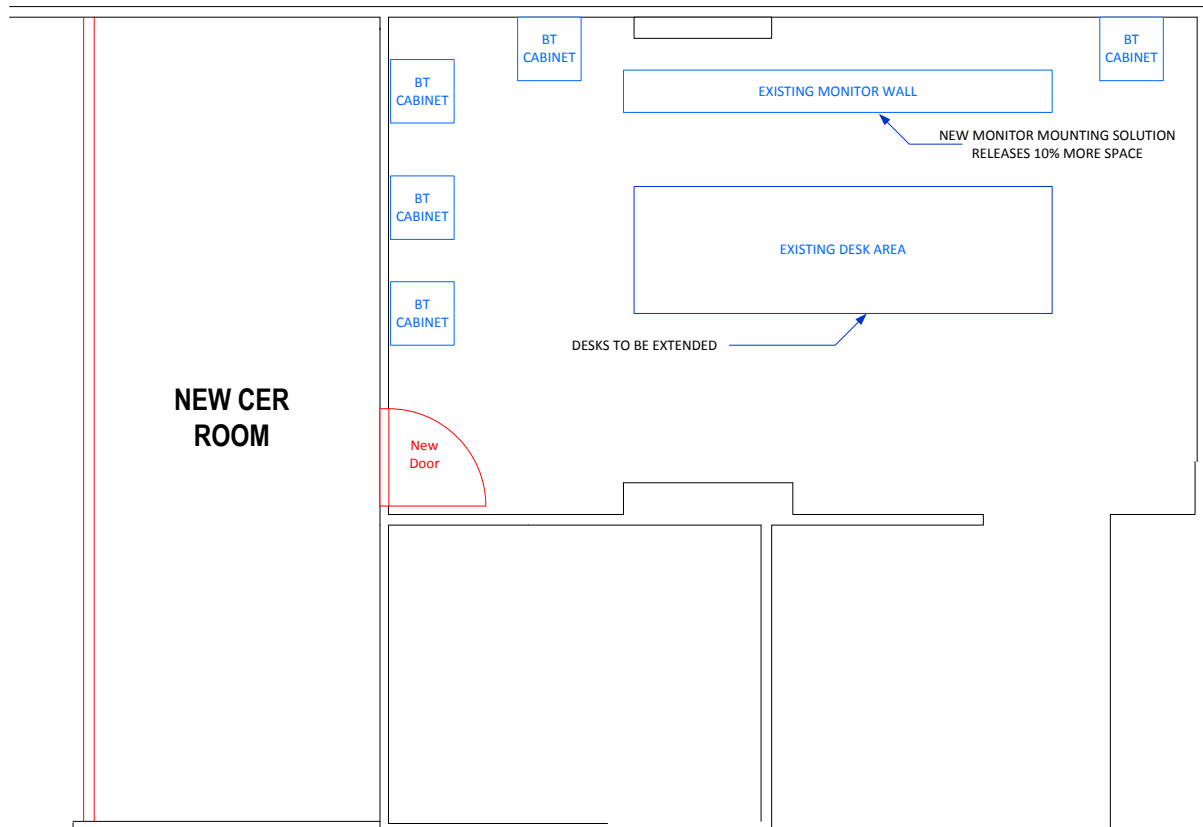 BT
CABINET
BT
CABINET
BT
CABINET
EXISTING MONITOR WALL
NEW MONITOR MOUNTING SOLUTION
RELEASES 10% MORE SPACE
BT
CABINET
EXISTING DESK AREA
BT
CABINET
DESKS TO BE EXTENDED
NEW CER
ROOM
New
Door